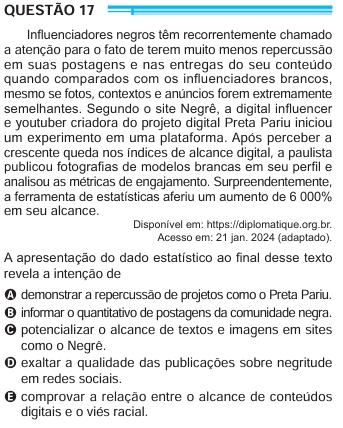 QUESTÃO 17
Influenciadores negros têm recorrentemente chamado
a atenção para o fato de terem muito menos repercussão
em suas postagens e nas entregas do seu conteúdo
quando comparados com os influenciadores brancos,
mesmo se fotos, contextos e anúncios forem extremamente
semelhantes. Segundo o site Negrê, a digital influencer
e youtuber criadora do projeto digital Preta Pariu iniciou
um experimento em uma plataforma. Após perceber a
crescente queda nos índices de alcance digital, a paulista
publicou fotografias de modelos brancas em seu perfil e
analisou as métricas de engajamento. Surpreendentemente,
a ferramenta de estatísticas aferiu um aumento de 6 000%
em seu alcance.
Disponível em: https://diplomatique.org.br.
Acesso em: 21 jan. 2024 (adaptado).
A apresentação do dado estatístico ao final desse texto
revela a intenção de
A demonstrar a repercussão de projetos como o Preta Pariu.
B informar o quantitativo de postagens da comunidade negra.
C potencializar o alcance de textos e imagens em sites
como o Negrê.
D exaltar a qualidade das publicações sobre negritude
em redes sociais.
E comprovar a relação entre o alcance de conteúdos
digitais e o viés racial.